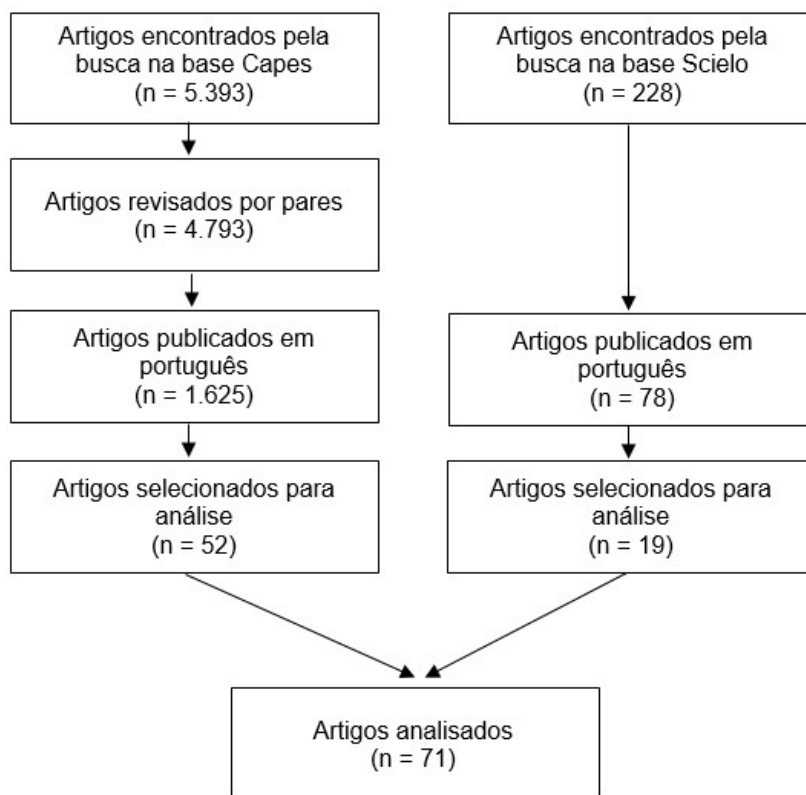 Artigos encontrados pela
busca na base Capes
(n = 5.393)
Artigos encontrados pela
busca na base Scielo
(n = 228)
Artigos revisados por pares
(n = 4.793)
Artigos publicados em
português
(n = 1.625)
Artigos publicados em
português
(n = 78)
Artigos selecionados para
análise
(n = 52)
Artigos selecionados para
análise
(n = 19)
Artigos analisados
(n = 71)